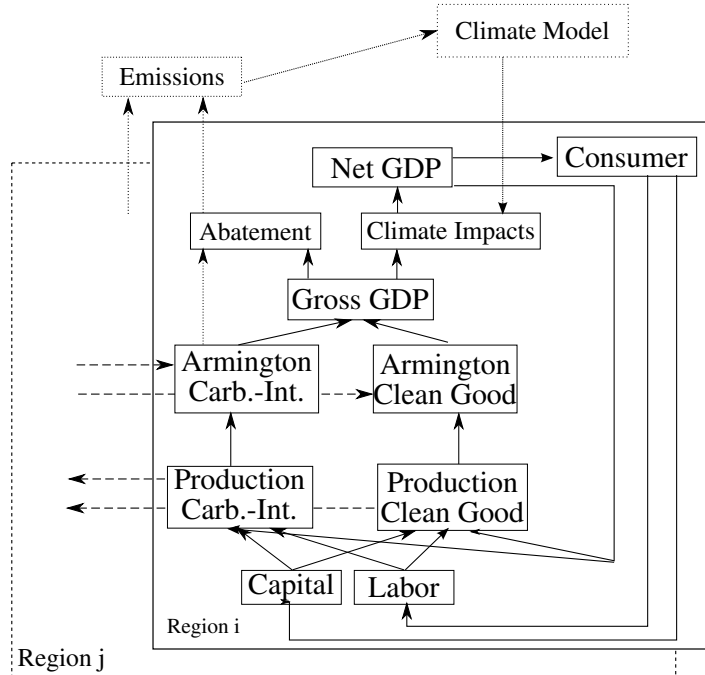 Climate Model
Emissions
Net GDP
Consumer
Abatement
Climate Impacts
Gross GDP
Armington
Carb.-Int.
Armington
Clean Good
Production
Carb.-Int.
Production
Clean Good
Capital
Labor
Region i
Region j